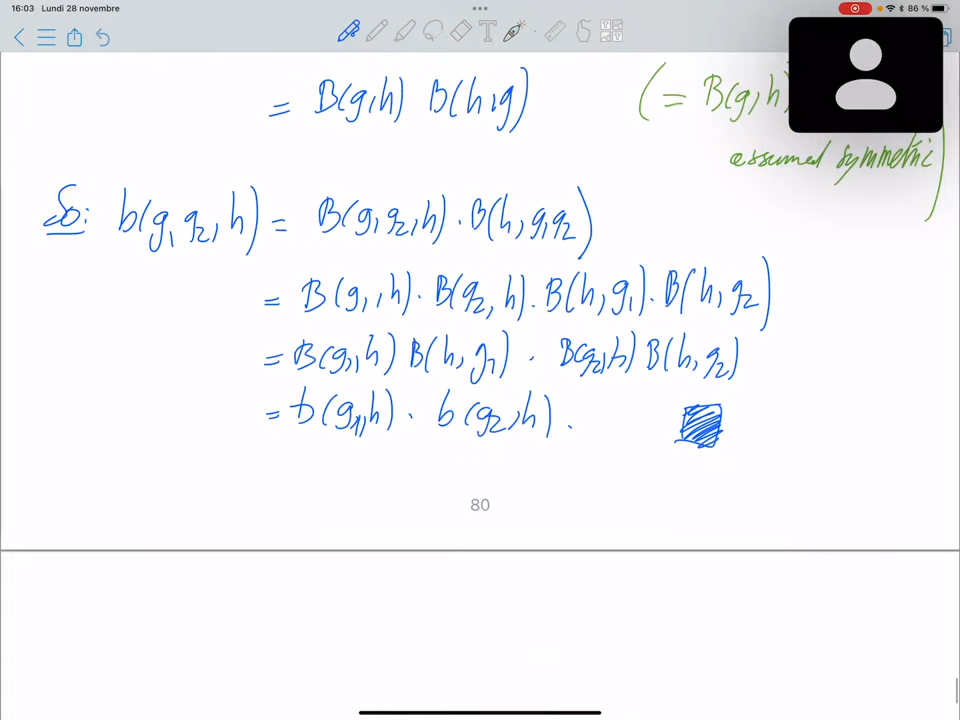 16:03 Lundi 28 novembre 86 %
= B(g,h) B(h,g) (= B(g,h)
assumed symmetric)
So: b(g₁g₂,h) = B(g₁g₂,h)·B(h,g₁g₂)
= B(g₁,h)·B(g₂,h)·B(h,g₁)·B(h,g₂)
= B(g₁,h) B(h,g₁) · B(g₂,h) B(h,g₂)
= b(g₁,h)· b(g₂,h).
80